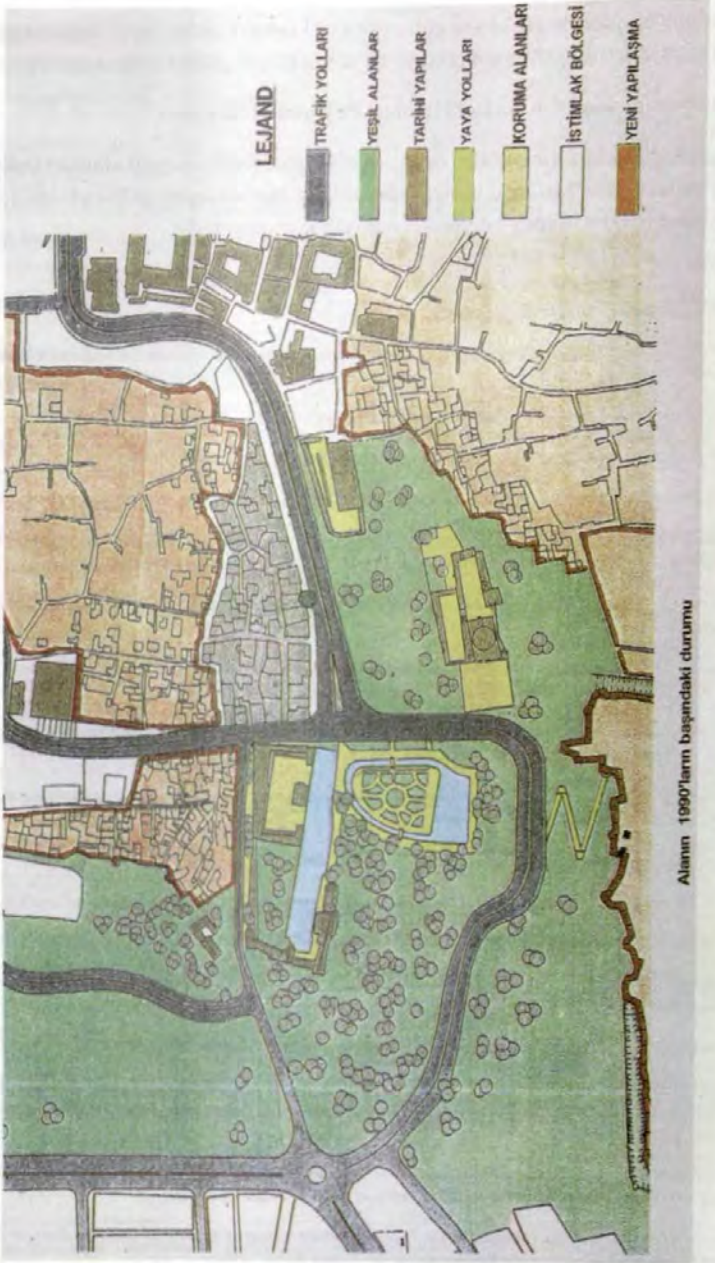 LEJAND
TRAFİK YOLLARI
YEŞİL ALANLAR
TARİHİ YAPILAR
YAYA YOLLARI
KORUMA ALANLARI
İSTİMLAK BÖLGESİ
YENİ YAPILAŞMA
Alanın 1990'ların başındaki durumu